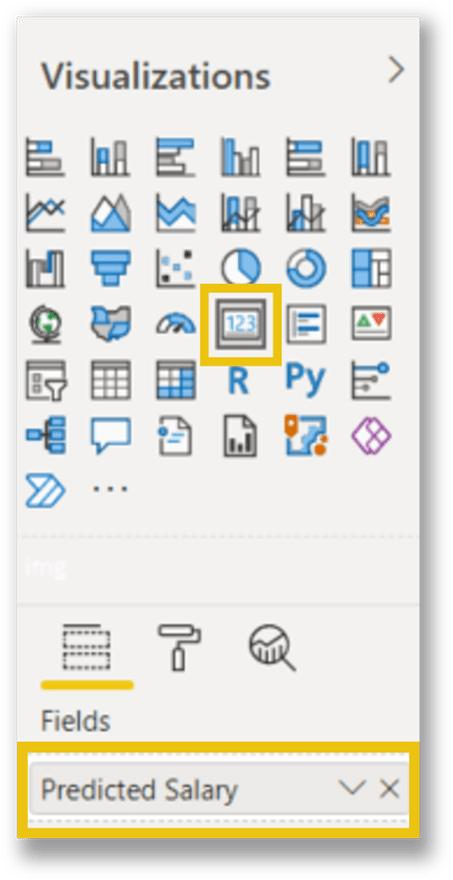 Visualizations
123
R Py
img
Fields
Predicted Salary